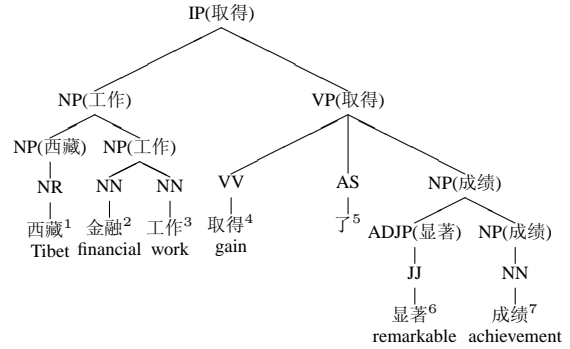 IP(取得)
NP(工作) VP(取得)
NP(西藏) NP(工作)
NR NN NN VV AS NP(成绩)
西藏1 金融2 工作3 取得4 了5 ADJP(显著) NP(成绩)
Tibet financial work gain
JJ NN
显著6 成绩7
remarkable achievement